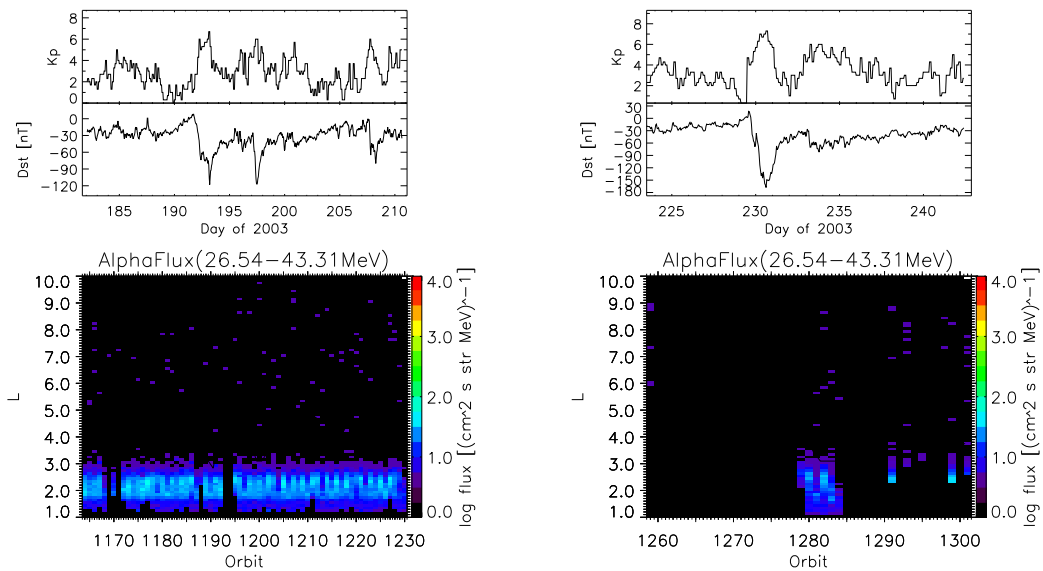 8
6
4
2
0
Kp
0
−30
−60
−90
−120
Dst [nT]
185 190 195 200 205 210
Day of 2003
8
6
4
2
Kp
30
0
−30
−60
−90
−120
−150
−180
Dst [nT]
225 230 235 240
Day of 2003
AlphaFlux(26.54−43.31MeV)
10.0
9.0
8.0
7.0
6.0
5.0
4.0
3.0
2.0
1.0
L
1170 1180 1190 1200 1210 1220 1230
Orbit
4.0
3.0
2.0
1.0
0.0
log flux [(cm^2 s str MeV)^−1]
AlphaFlux(26.54−43.31MeV)
10.0
9.0
8.0
7.0
6.0
5.0
4.0
3.0
2.0
1.0
L
1260 1270 1280 1290 1300
Orbit
4.0
3.0
2.0
1.0
0.0
log flux [(cm^2 s str MeV)^−1]